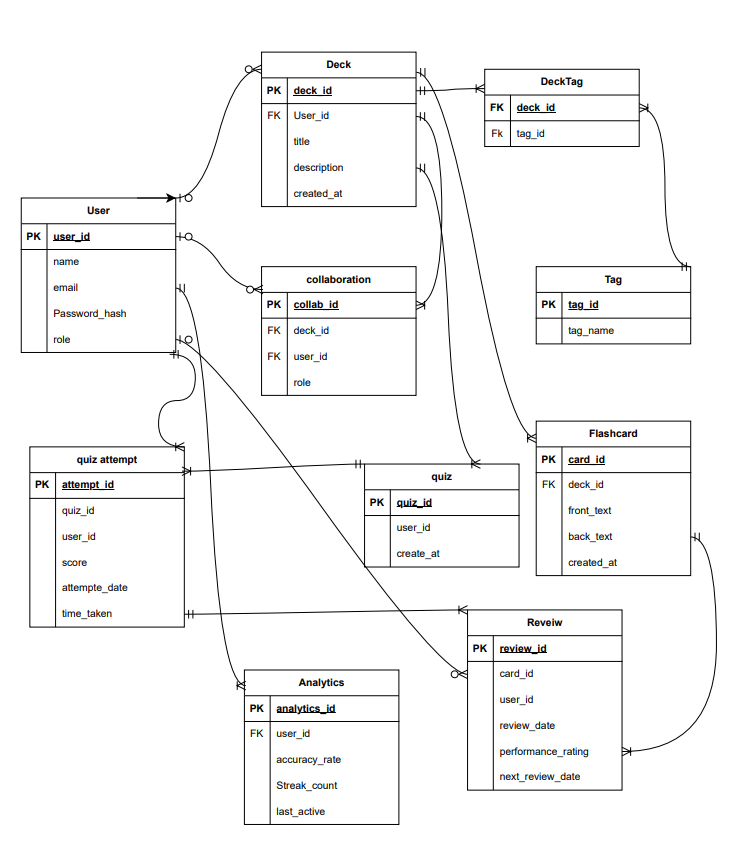 Deck
PK deck_id
FK User_id
title
description
created_at
DeckTag
FK deck_id
Fk tag_id
User
PK user_id
name
email
Password_hash
role
collaboration
PK collab_id
FK deck_id
FK user_id
role
Tag
PK tag_id
tag_name
Flashcard
PK card_id
FK deck_id
front_text
back_text
created_at
quiz attempt
PK attempt_id
quiz_id
user_id
score
attempte_date
time_taken
quiz
PK quiz_id
user_id
create_at
Reveiw
PK review_id
card_id
user_id
review_date
performance_rating
next_review_date
Analytics
PK analytics_id
FK user_id
accuracy_rate
Streak_count
last_active